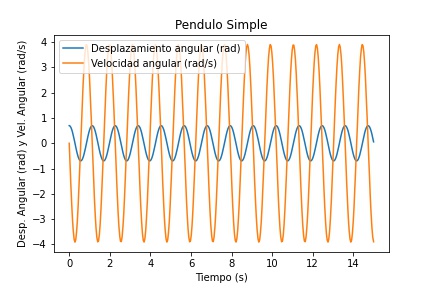 Pendulo Simple
Desp. Angular (rad) y Vel. Angular (rad/s)
4
3
2
1
0
−1
−2
−3
−4
Desplazamiento angular (rad)
Velocidad angular (rad/s)
0 2 4 6 8 10 12 14
Tiempo (s)